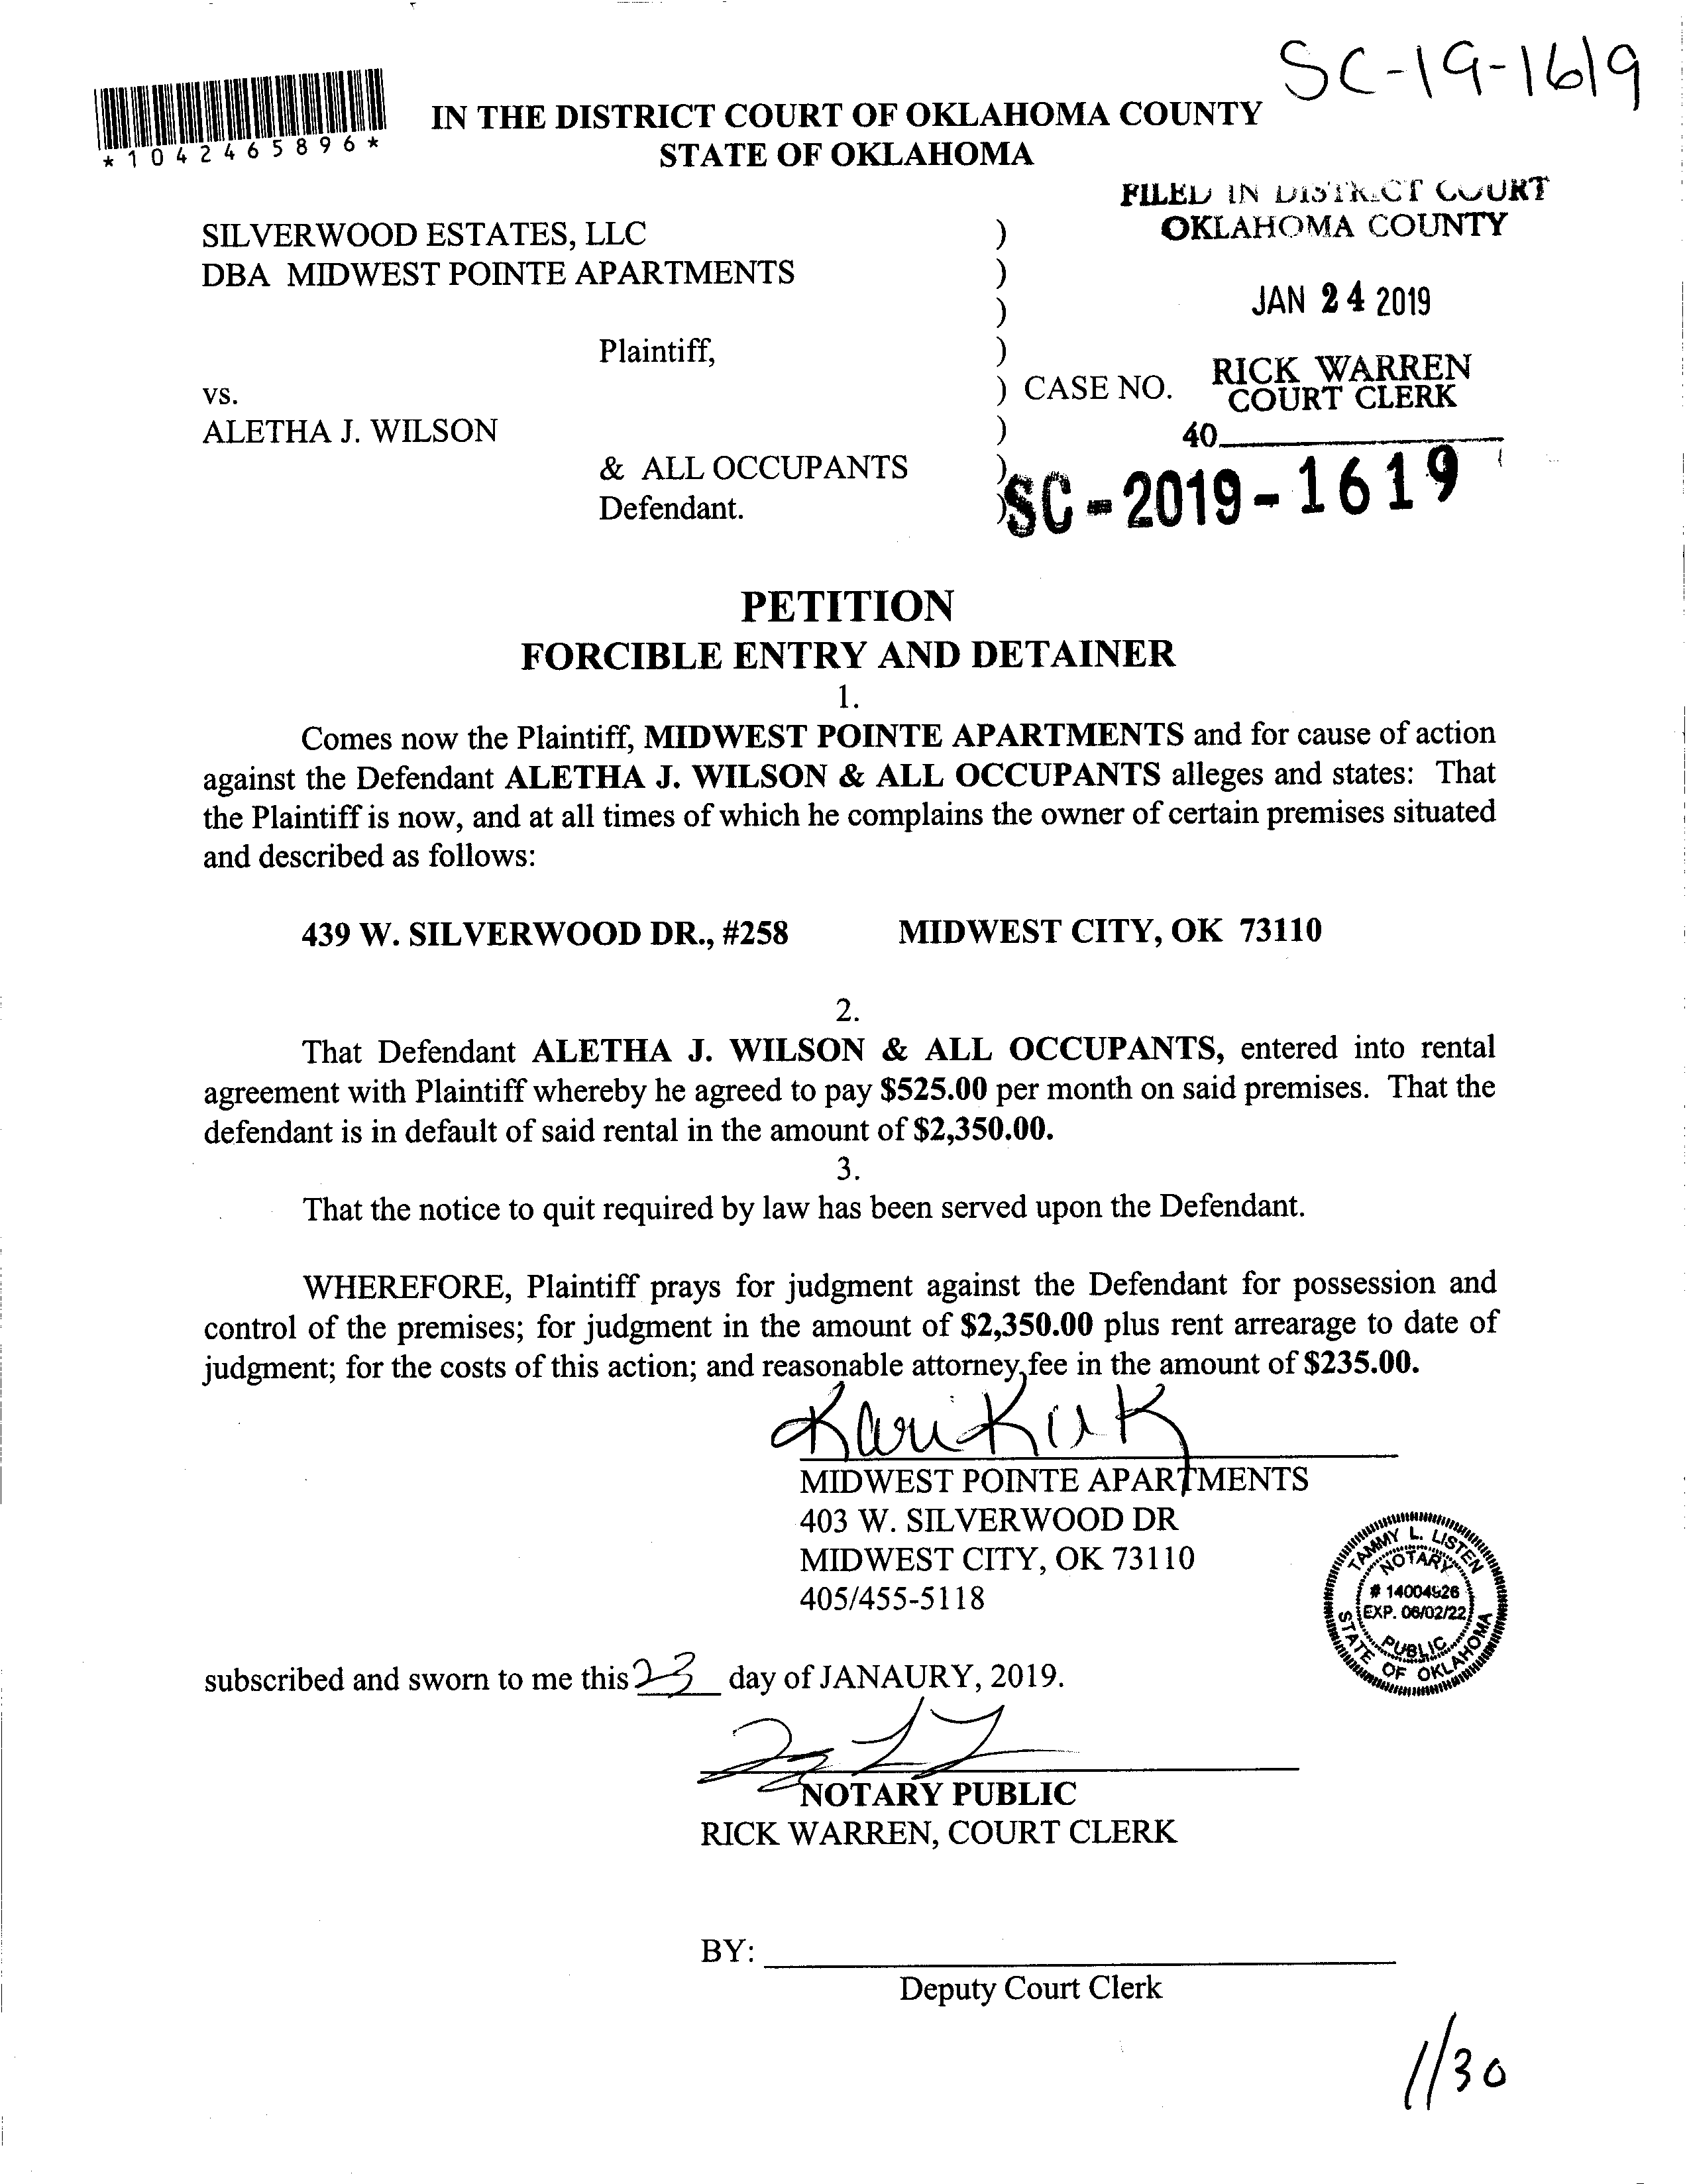 SC-19-1619
*1042465896*
IN THE DISTRICT COURT OF OKLAHOMA COUNTY
STATE OF OKLAHOMA
FILED IN DISTRICT COURT
OKLAHOMA COUNTY
JAN 24 2019
RICK WARREN
COURT CLERK
40
SILVERWOOD ESTATES, LLC )
DBA MIDWEST POINTE APARTMENTS )
)
Plaintiff, )
vs. ) CASE NO.
ALETHA J. WILSON )
& ALL OCCUPANTS )
Defendant. )
SC-2019-1619
PETITION
FORCIBLE ENTRY AND DETAINER
1.
Comes now the Plaintiff, MIDWEST POINTE APARTMENTS and for cause of action
against the Defendant ALETHA J. WILSON & ALL OCCUPANTS alleges and states: That
the Plaintiff is now, and at all times of which he complains the owner of certain premises situated
and described as follows:
439 W. SILVERWOOD DR., #258 MIDWEST CITY, OK 73110
2.
That Defendant ALETHA J. WILSON & ALL OCCUPANTS, entered into rental
agreement with Plaintiff whereby he agreed to pay $525.00 per month on said premises. That the
defendant is in default of said rental in the amount of $2,350.00.
3.
That the notice to quit required by law has been served upon the Defendant.
WHEREFORE, Plaintiff prays for judgment against the Defendant for possession and
control of the premises; for judgment in the amount of $2,350.00 plus rent arrearage to date of
judgment; for the costs of this action; and reasonable attorney fee in the amount of $235.00.
Kari Kirk
MIDWEST POINTE APARTMENTS
403 W. SILVERWOOD DR
MIDWEST CITY, OK 73110
405/455-5118
TAMMY L. LISTEN
NOTARY
# 14004926
EXP. 06/02/22
PUBLIC
STATE OF OKLAHOMA
subscribed and sworn to me this 23 day of JANAURY, 2019.
NOTARY PUBLIC
RICK WARREN, COURT CLERK
BY:
Deputy Court Clerk
1/30